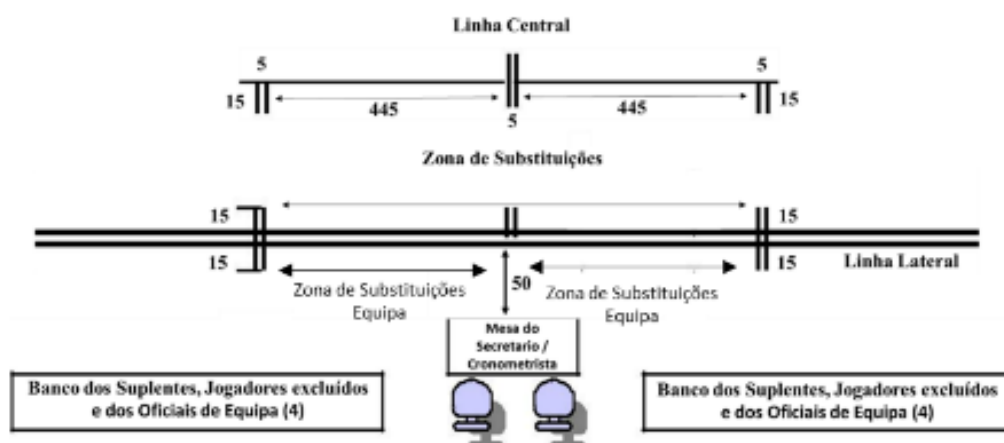 Linha Central
5
5
15
445
445
15
5
Zona de Substituições
15
15
15
15
Linha Lateral
50
Zona de Substituições
Equipa
Zona de Substituições
Equipa
Mesa do
Secretario /
Cronometrista
Banco dos Suplentes, Jogadores excluídos
e dos Oficiais de Equipa (4)
Banco dos Suplentes, Jogadores excluídos
e dos Oficiais de Equipa (4)